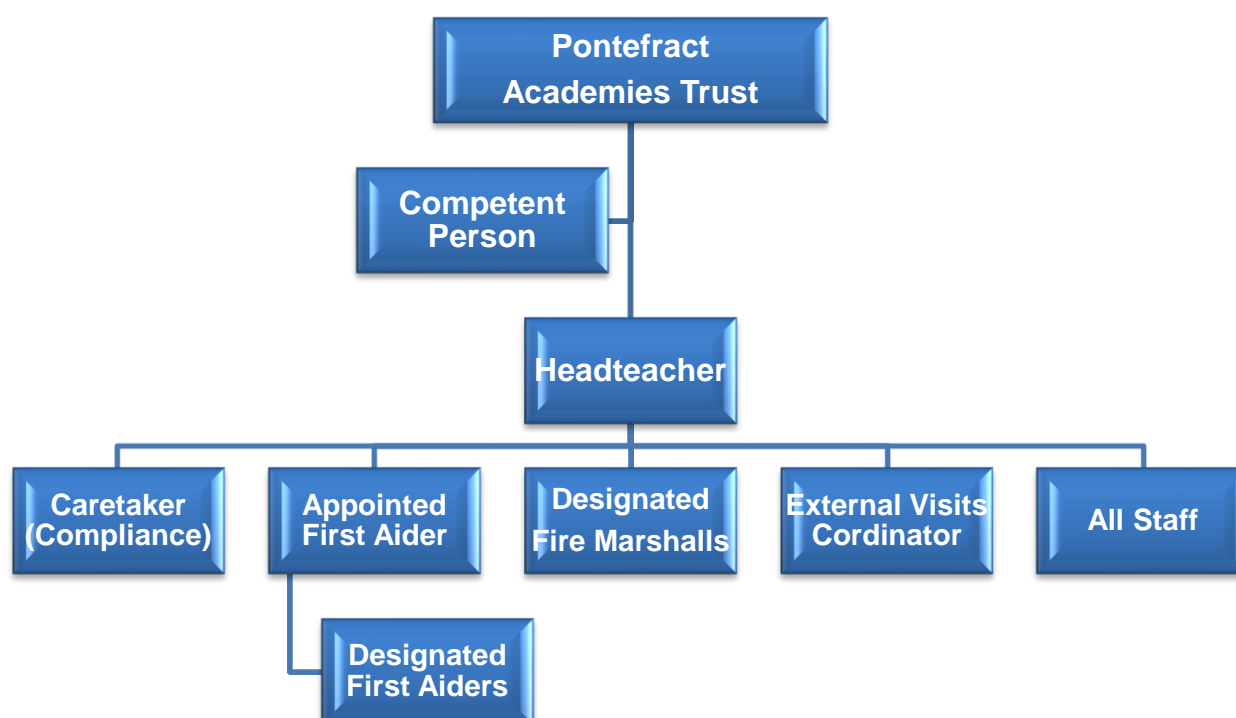 Pontefract
Academies Trust
Competent
Person
Headteacher
Caretaker
(Compliance)
Appointed
First Aider
Designated
Fire Marshalls
External Visits
Cordinator
All Staff
Designated
First Aiders